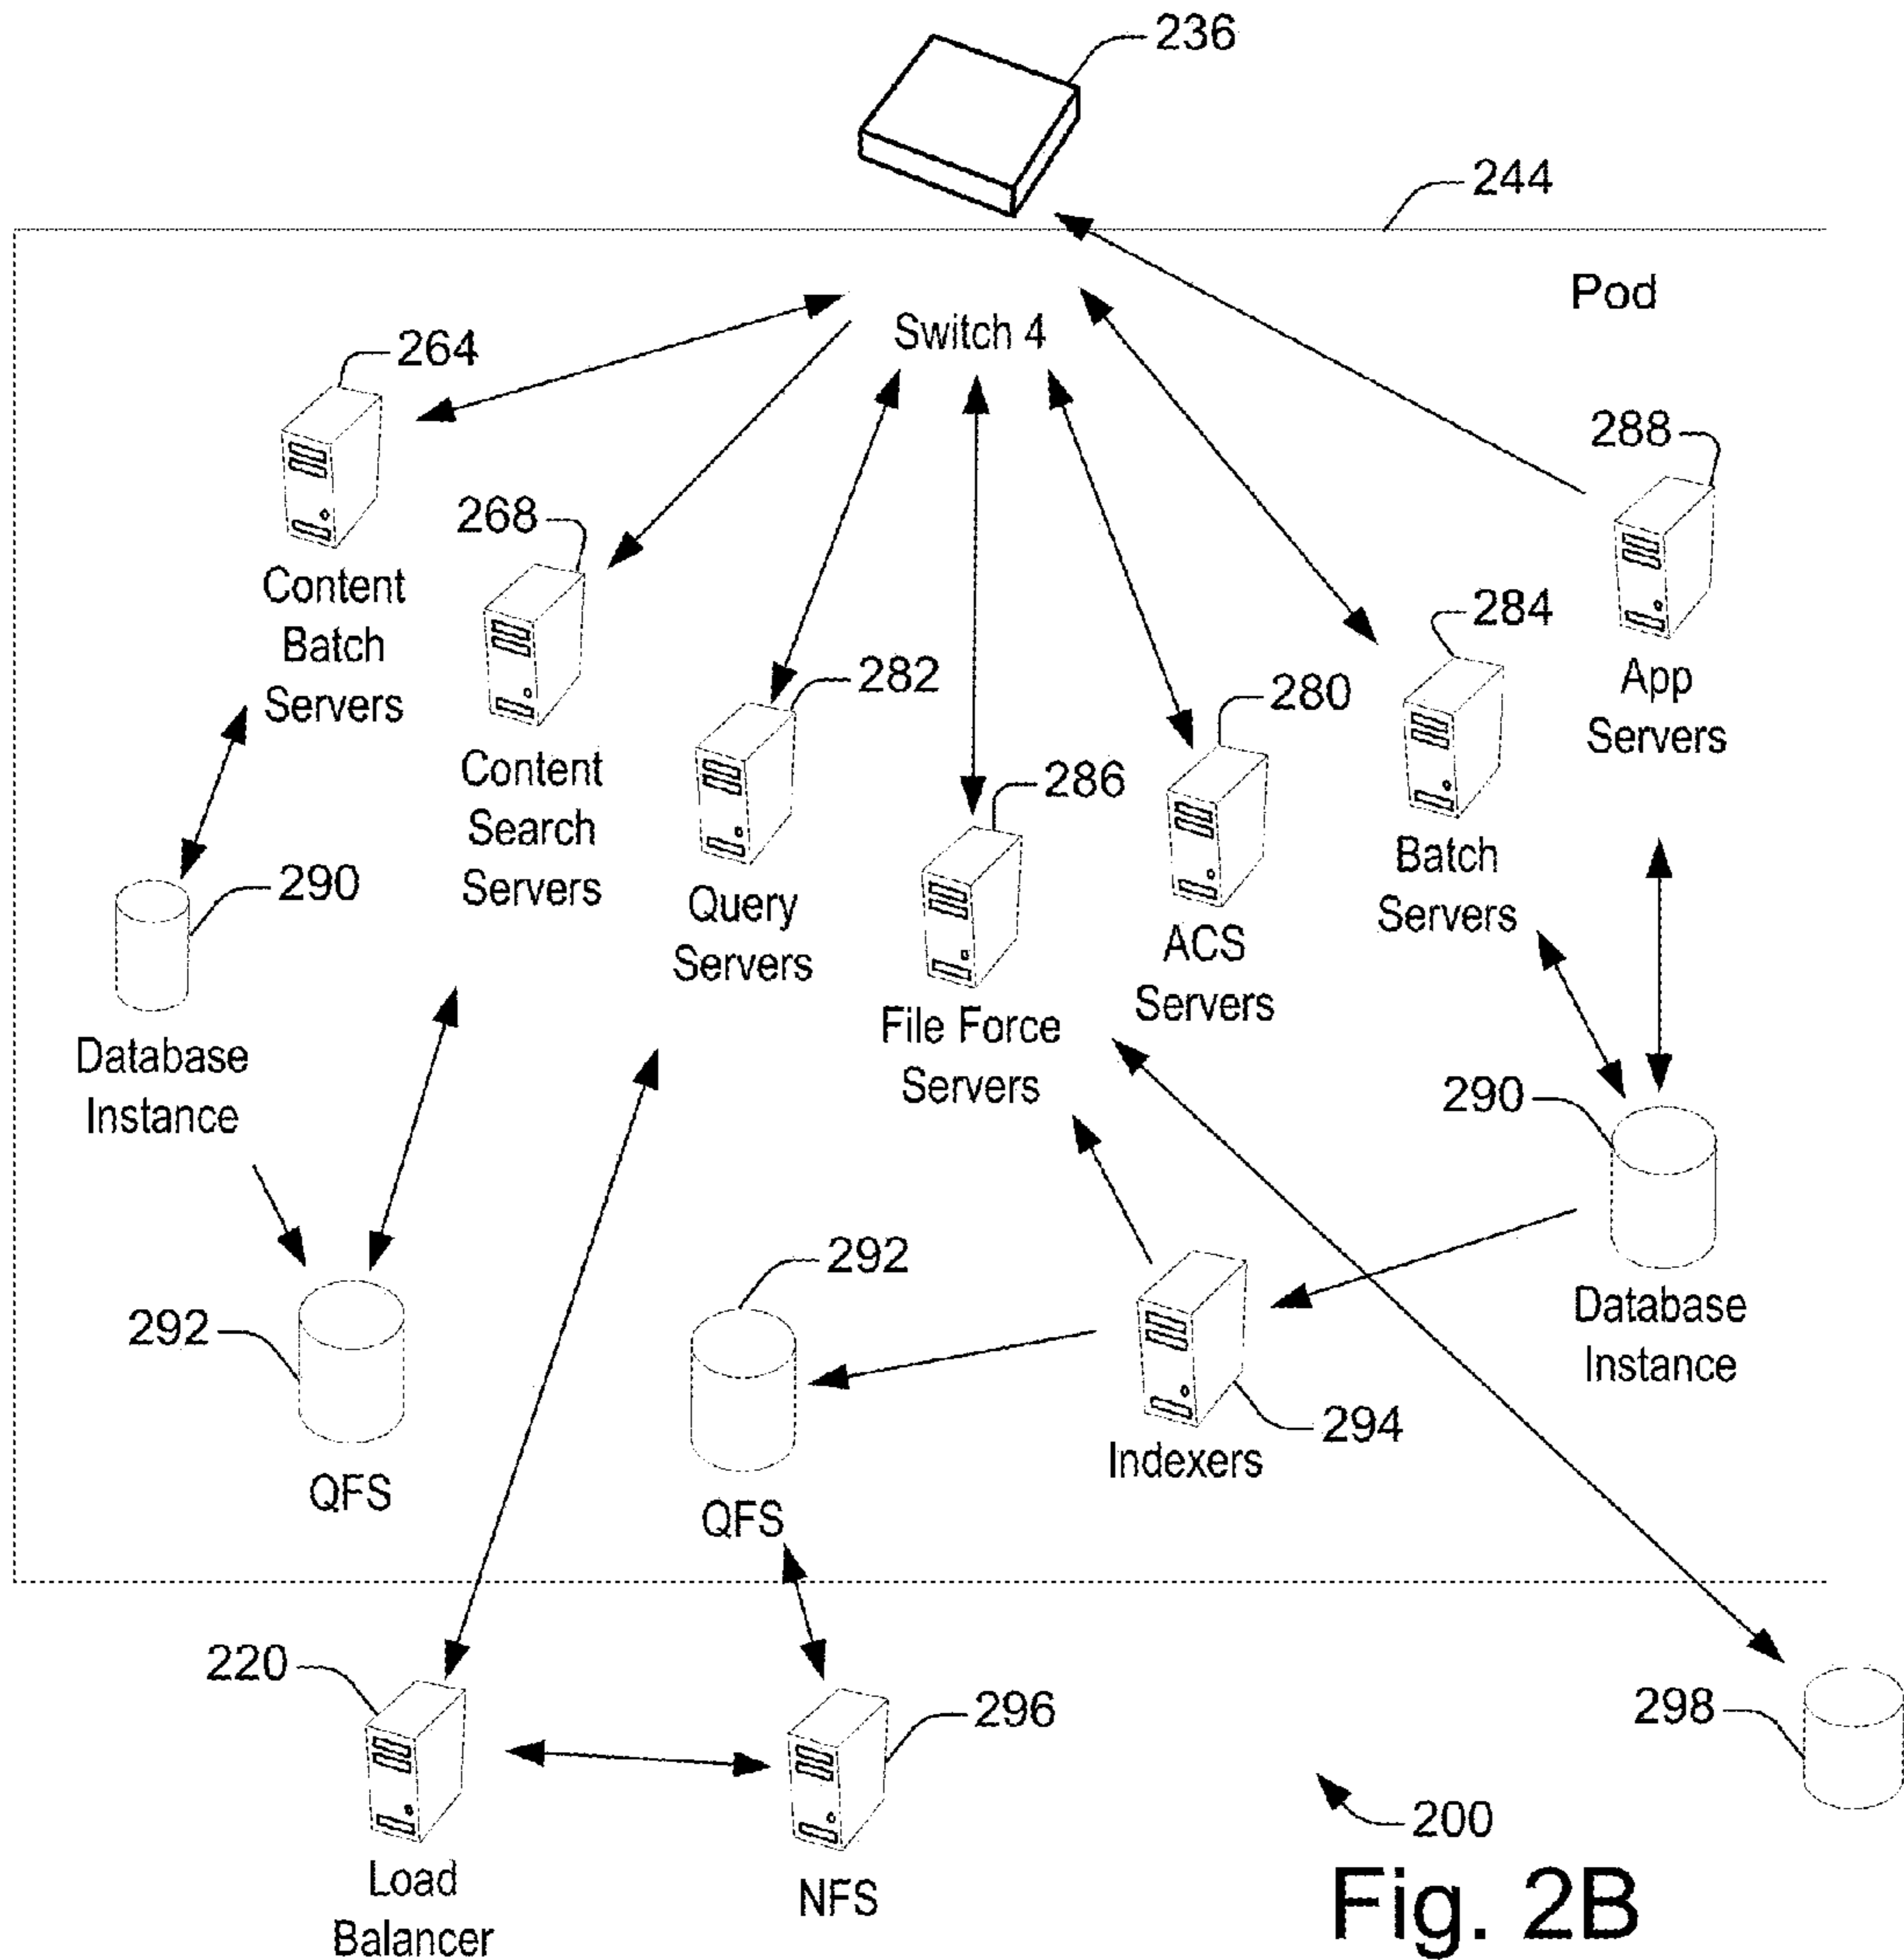 236
244
Pod
Switch 4
264
Content
Batch
Servers
268
Content
Search
Servers
282
Query
Servers
286
File Force
Servers
280
ACS
Servers
284
Batch
Servers
288
App
Servers
290
Database
Instance
290
Database
Instance
292
QFS
292
QFS
294
Indexers
220
Load
Balancer
296
NFS
298
200
Fig. 2B